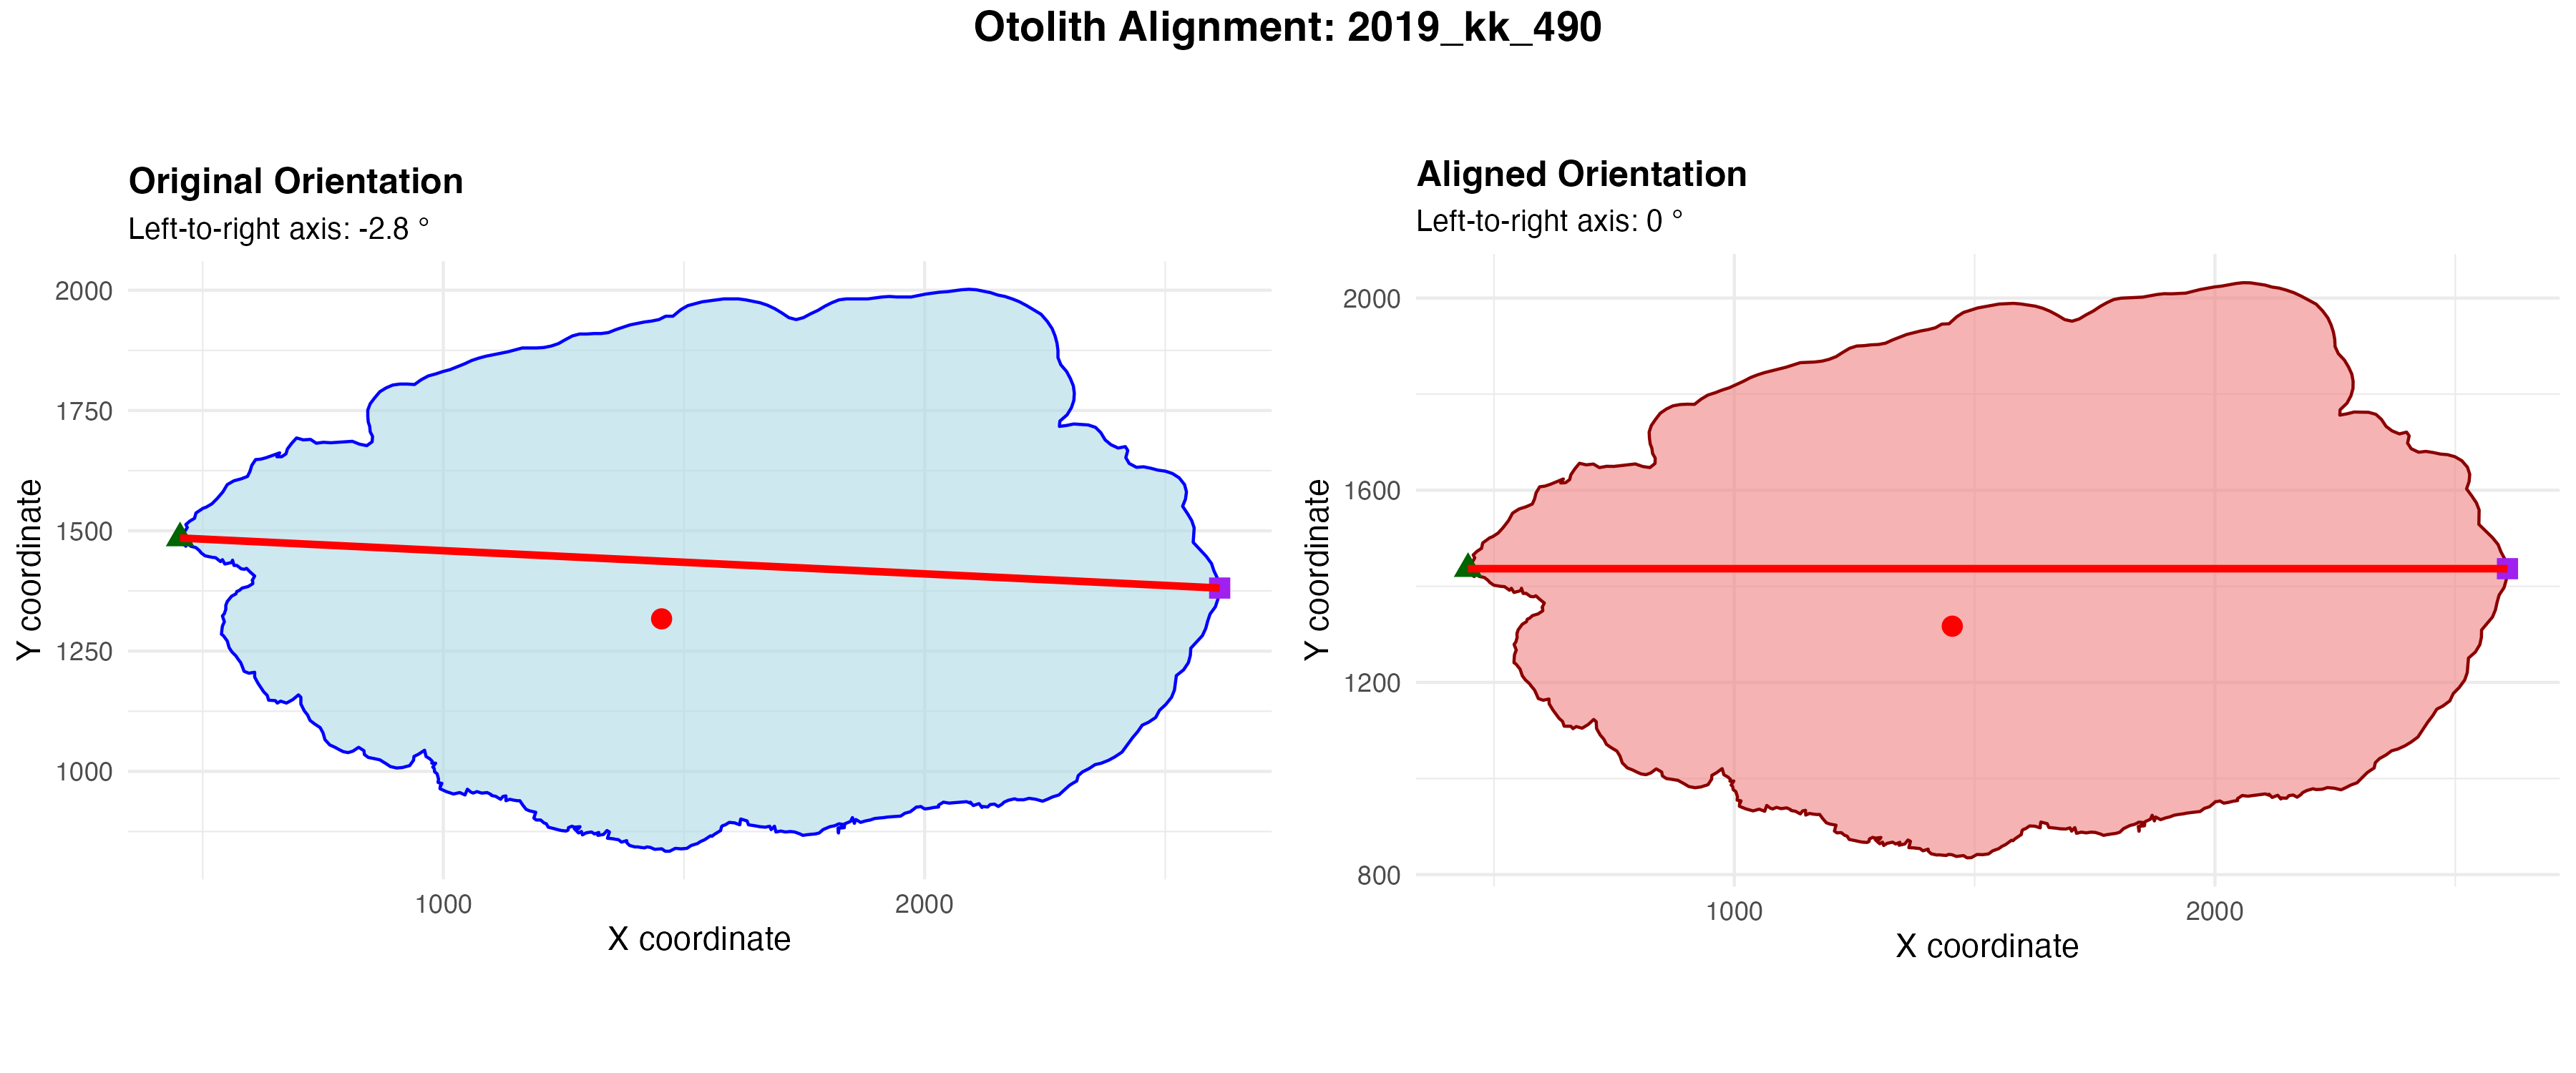 Otolith Alignment: 2019_kk_490
Original Orientation
Left-to-right axis: -2.8 °
2000
1750
1500
1250
1000
Y coordinate
1000
2000
X coordinate
Aligned Orientation
Left-to-right axis: 0 °
2000
1600
1200
800
Y coordinate
1000
2000
X coordinate